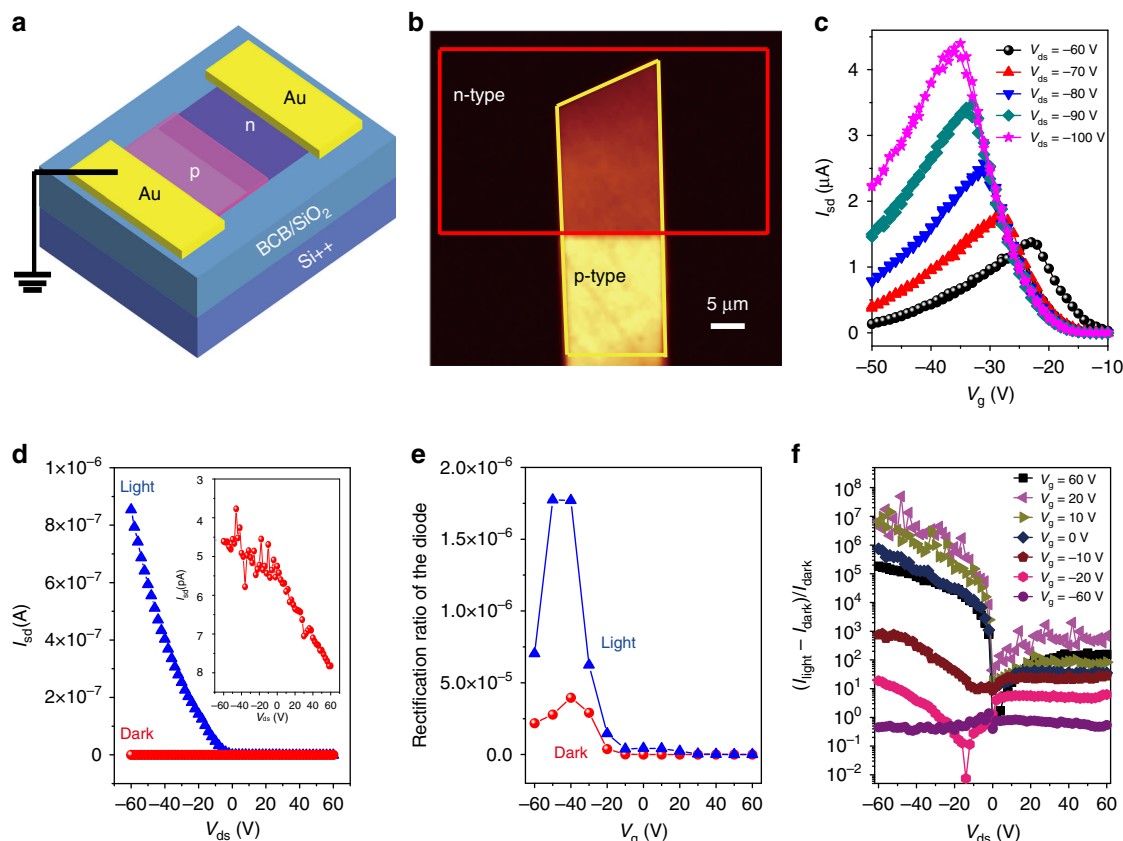 a
Au
n
p
Au
BCB/SiO2
Si++
b
n-type
p-type
5 μm
c
Isd (μA)
4
3
2
1
0
Vds = −60 V
Vds = −70 V
Vds = −80 V
Vds = −90 V
Vds = −100 V
−50 −40 −30 −20 −10
Vg (V)
d
Isd (A)
1×10⁻⁶
8×10⁻⁷
6×10⁻⁷
4×10⁻⁷
2×10⁻⁷
0
Light
Dark
Isd(pA)
3
4
5
6
7
8
−60 −40 −20 0 20 40 60
Vds (V)
−60 −40 −20 0 20 40 60
Vds (V)
e
Rectification ratio of the diode
2.0×10⁻⁶
1.5×10⁻⁶
1.0×10⁻⁶
5.0×10⁻⁵
0.0
Light
Dark
−60 −40 −20 0 20 40 60
Vg (V)
f
(Ilight − Idark)/Idark
10⁸
10⁷
10⁶
10⁵
10⁴
10³
10²
10¹
10⁰
10⁻¹
10⁻²
Vg = 60 V
Vg = 20 V
Vg = 10 V
Vg = 0 V
Vg = −10 V
Vg = −20 V
Vg = −60 V
−60 −40 −20 0 20 40 60
Vds (V)